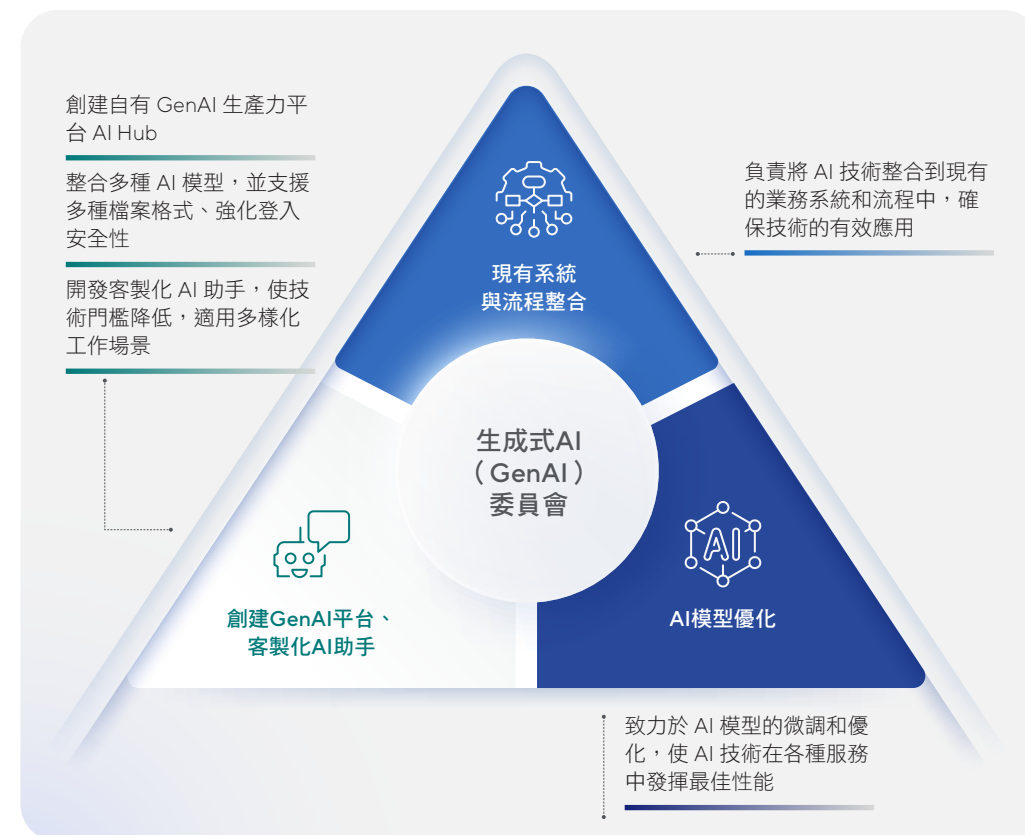 創建自有 GenAI 生產力平
台 AI Hub
整合多種 AI 模型，並支援
多種檔案格式、強化登入
安全性
開發客製化 AI 助手，使技
術門檻降低，適用多樣化
工作場景
負責將 AI 技術整合到現有
的業務系統和流程中，確
保技術的有效應用
現有系統
與流程整合
生成式AI
（GenAI）
委員會
創建GenAI平台、
客製化AI助手
AI
AI模型優化
致力於 AI 模型的微調和優
化，使 AI 技術在各種服務
中發揮最佳性能